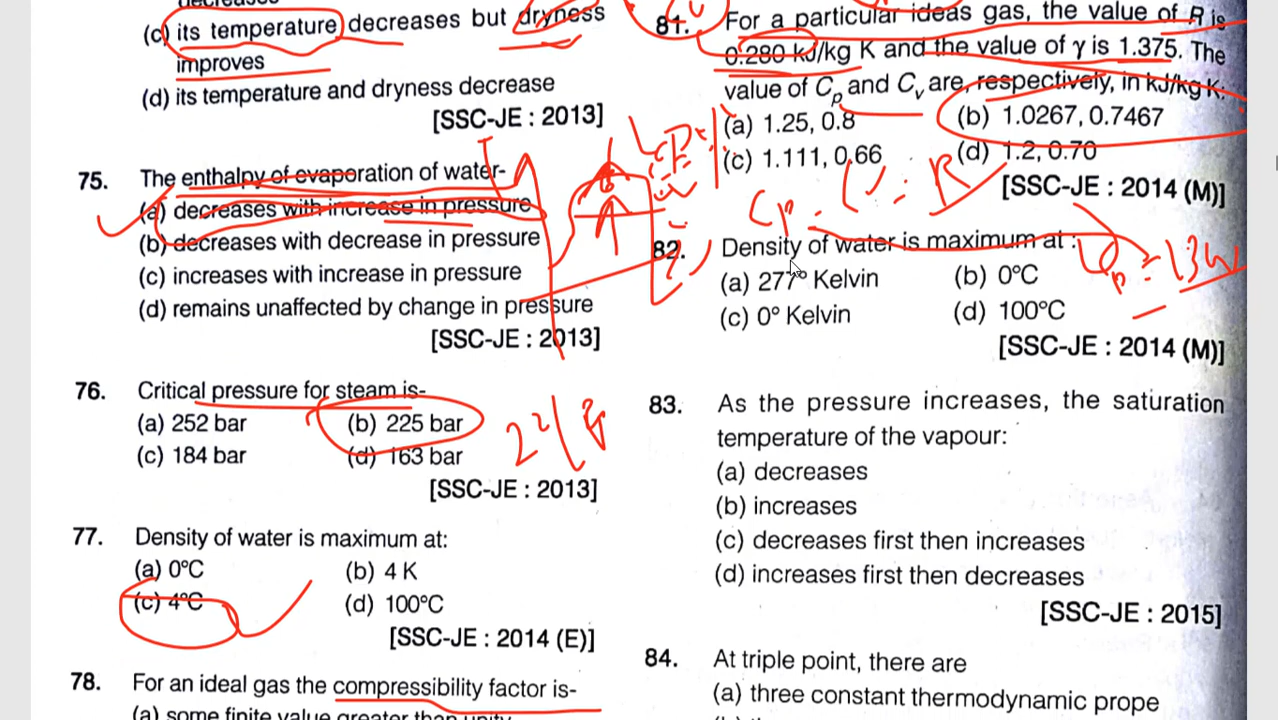 decreases
(c) its temperature decreases but dryness
improves
(d) its temperature and dryness decrease
[SSC-JE : 2013]
75. The enthalpy of evaporation of water-
(a) decreases with increase in pressure
(b) decreases with decrease in pressure
(c) increases with increase in pressure
(d) remains unaffected by change in pressure
[SSC-JE : 2013]
76. Critical pressure for steam is-
(a) 252 bar (b) 225 bar
(c) 184 bar (d) 163 bar
[SSC-JE : 2013]
77. Density of water is maximum at:
(a) 0°C (b) 4 K
(c) 4°C (d) 100°C
[SSC-JE : 2014 (E)]
78. For an ideal gas the compressibility factor is-
(a) some finite value greater than unity
81. For a particular ideas gas, the value of R is
0.280 kJ/kg K and the value of γ is 1.375. The
value of Cp and Cv are, respectively, in kJ/kg K.
(a) 1.25, 0.8 (b) 1.0267, 0.7467
(c) 1.111, 0.66 (d) 1.2, 0.70
[SSC-JE : 2014 (M)]
Cp - Cv = R
82. Density of water is maximum at :
(a) 277° Kelvin (b) 0°C
(c) 0° Kelvin (d) 100°C
[SSC-JE : 2014 (M)]
83. As the pressure increases, the saturation
temperature of the vapour:
(a) decreases
(b) increases
(c) decreases first then increases
(d) increases first then decreases
[SSC-JE : 2015]
84. At triple point, there are
(a) three constant thermodynamic prope